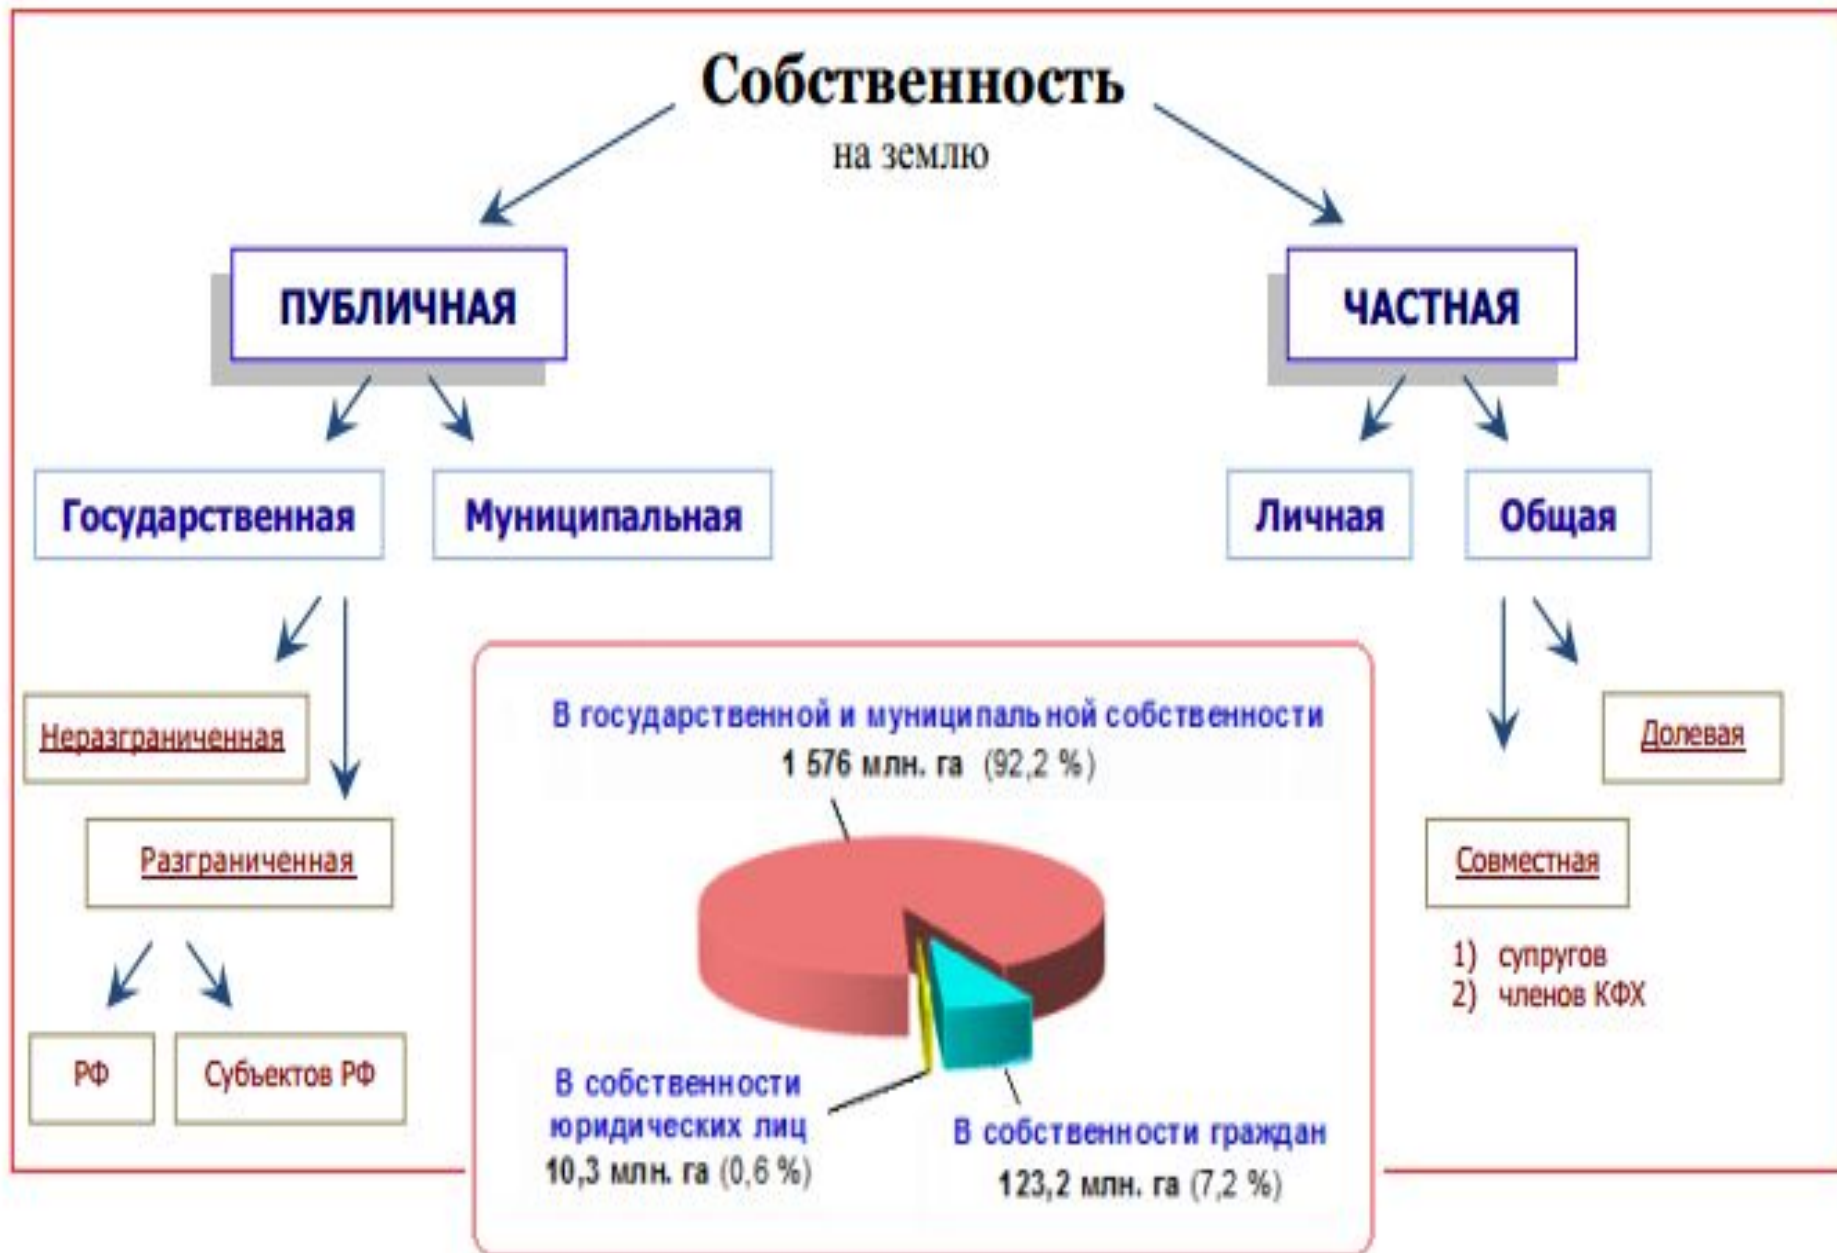 Собственность
на землю
ПУБЛИЧНАЯ
ЧАСТНАЯ
Государственная
Муниципальная
Личная
Общая
Неразграниченная
Разграниченная
РФ
Субъектов РФ
Долевая
Совместная
1) супругов
2) членов КФХ
В государственной и муниципальной собственности
1 576 млн. га (92,2 %)
В собственности
юридических лиц
10,3 млн. га (0,6 %)
В собственности граждан
123,2 млн. га (7,2 %)